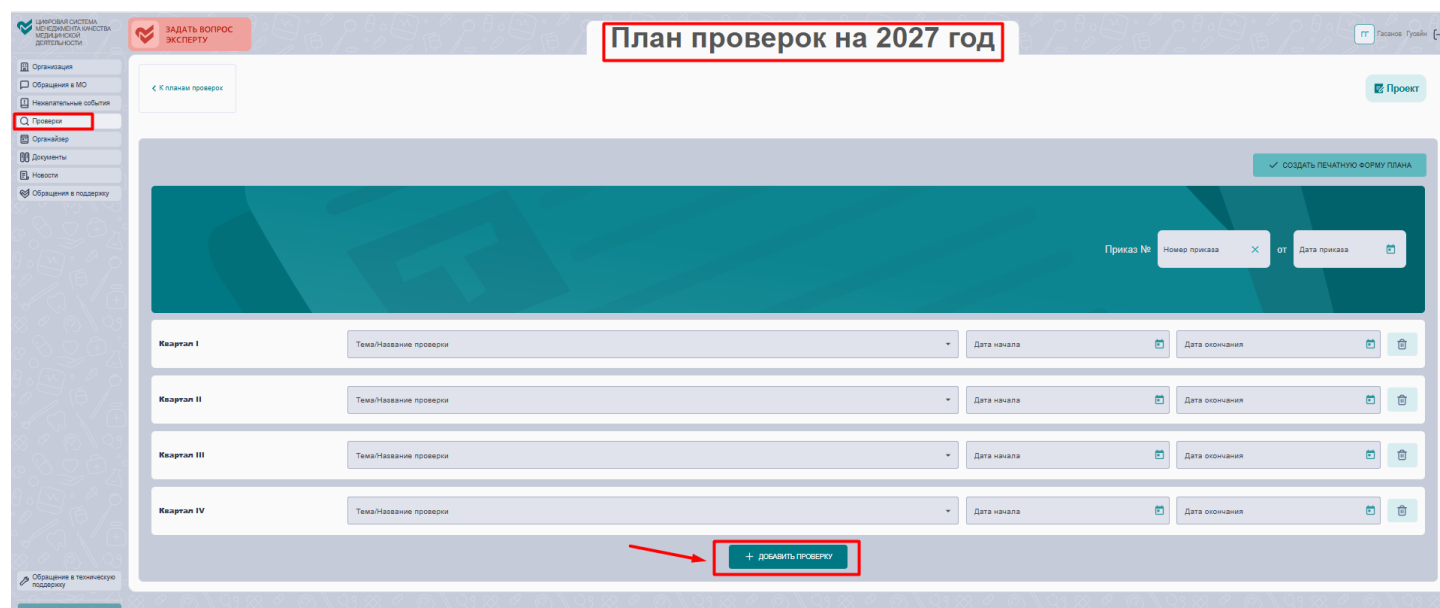 ЦИФРОВАЯ СИСТЕМА
МЕНЕДЖМЕНТА КАЧЕСТВА
МЕДИЦИНСКОЙ
ДЕЯТЕЛЬНОСТИ
ЗАДАТЬ ВОПРОС
ЭКСПЕРТУ
План проверок на 2027 год
ГГ Гасанов Гусейн
Организация
Обращения в МО
Нежелательные события
Проверки
Органайзер
Документы
Новости
Обращения в поддержку
К планам проверок
Проект
СОЗДАТЬ ПЕЧАТНУЮ ФОРМУ ПЛАНА
Приказ № Номер приказа от Дата приказа
Квартал I Тема/Название проверки Дата начала Дата окончания
Квартал II Тема/Название проверки Дата начала Дата окончания
Квартал III Тема/Название проверки Дата начала Дата окончания
Квартал IV Тема/Название проверки Дата начала Дата окончания
+ ДОБАВИТЬ ПРОВЕРКУ
Обращение в техническую
поддержку